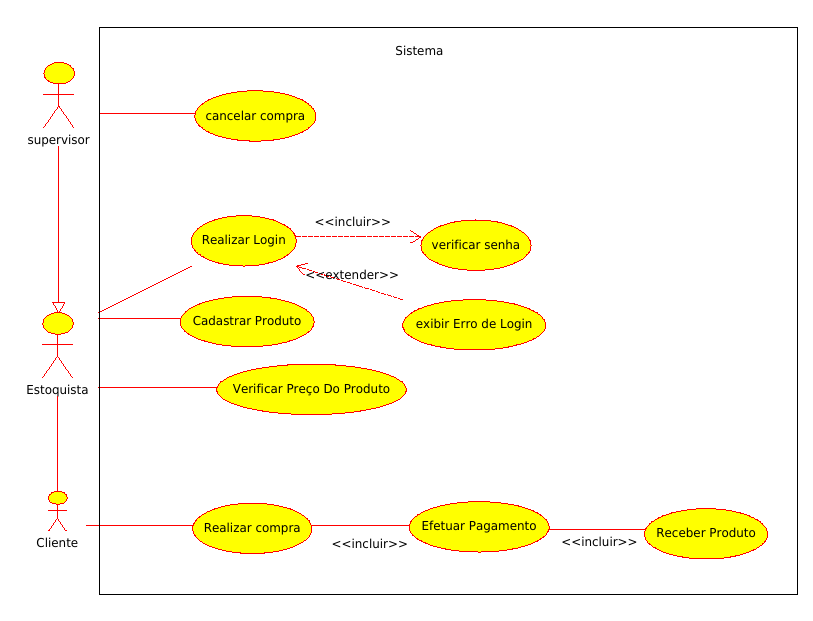 Sistema
supervisor
cancelar compra
<<incluir>>
Realizar Login
verificar senha
<<extender>>
Cadastrar Produto
exibir Erro de Login
Estoquista
Verificar Preço Do Produto
Realizar compra
Efetuar Pagamento
Receber Produto
Cliente
<<incluir>>
<<incluir>>